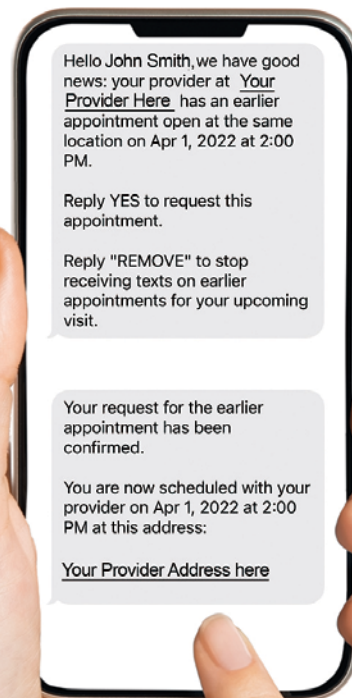 Hello John Smith,we have good
news: your provider at Your
Provider Here has an earlier
appointment open at the same
location on Apr 1, 2022 at 2:00
PM.
Reply YES to request this
appointment.
Reply "REMOVE" to stop
receiving texts on earlier
appointments for your upcoming
visit.
Your request for the earlier
appointment has been
confirmed.
You are now scheduled with your
provider on Apr 1, 2022 at 2:00
PM at this address:
Your Provider Address here